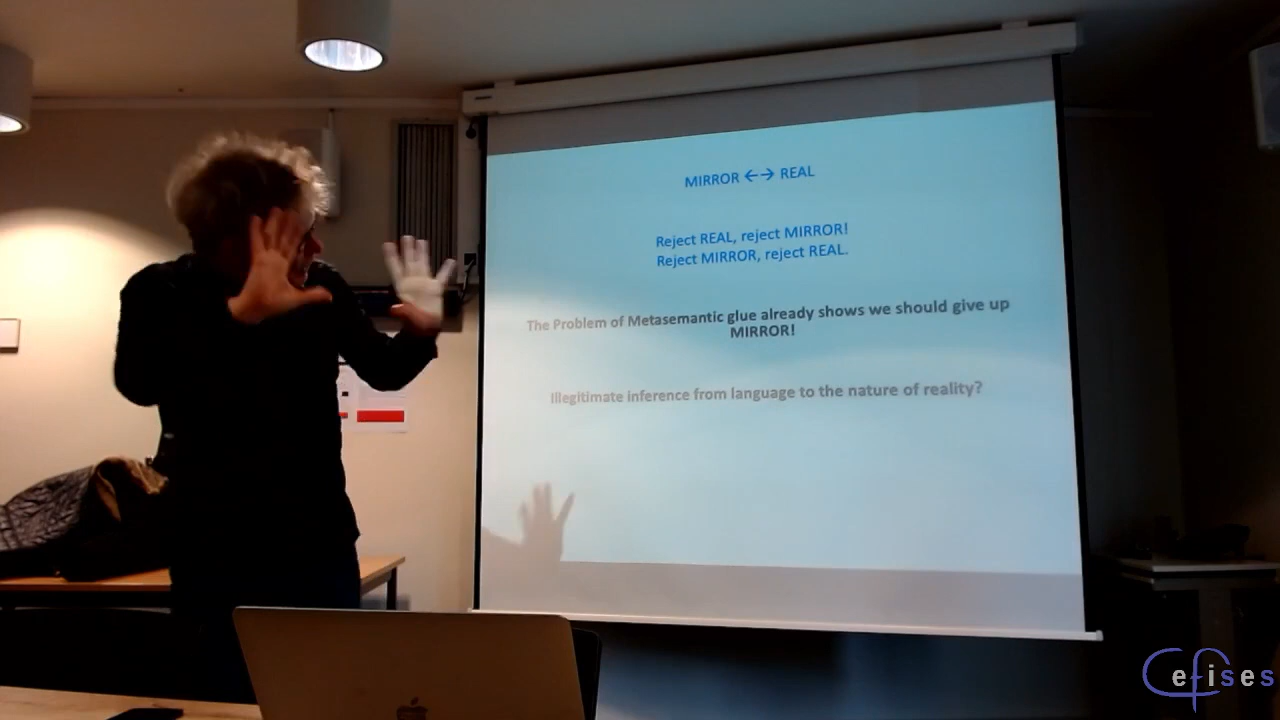 MIRROR ←→ REAL
Reject REAL, reject MIRROR!
Reject MIRROR, reject REAL.
The Problem of Metasemantic glue already shows we should give up
MIRROR!
Illegitimate inference from language to the nature of reality?
Cefises